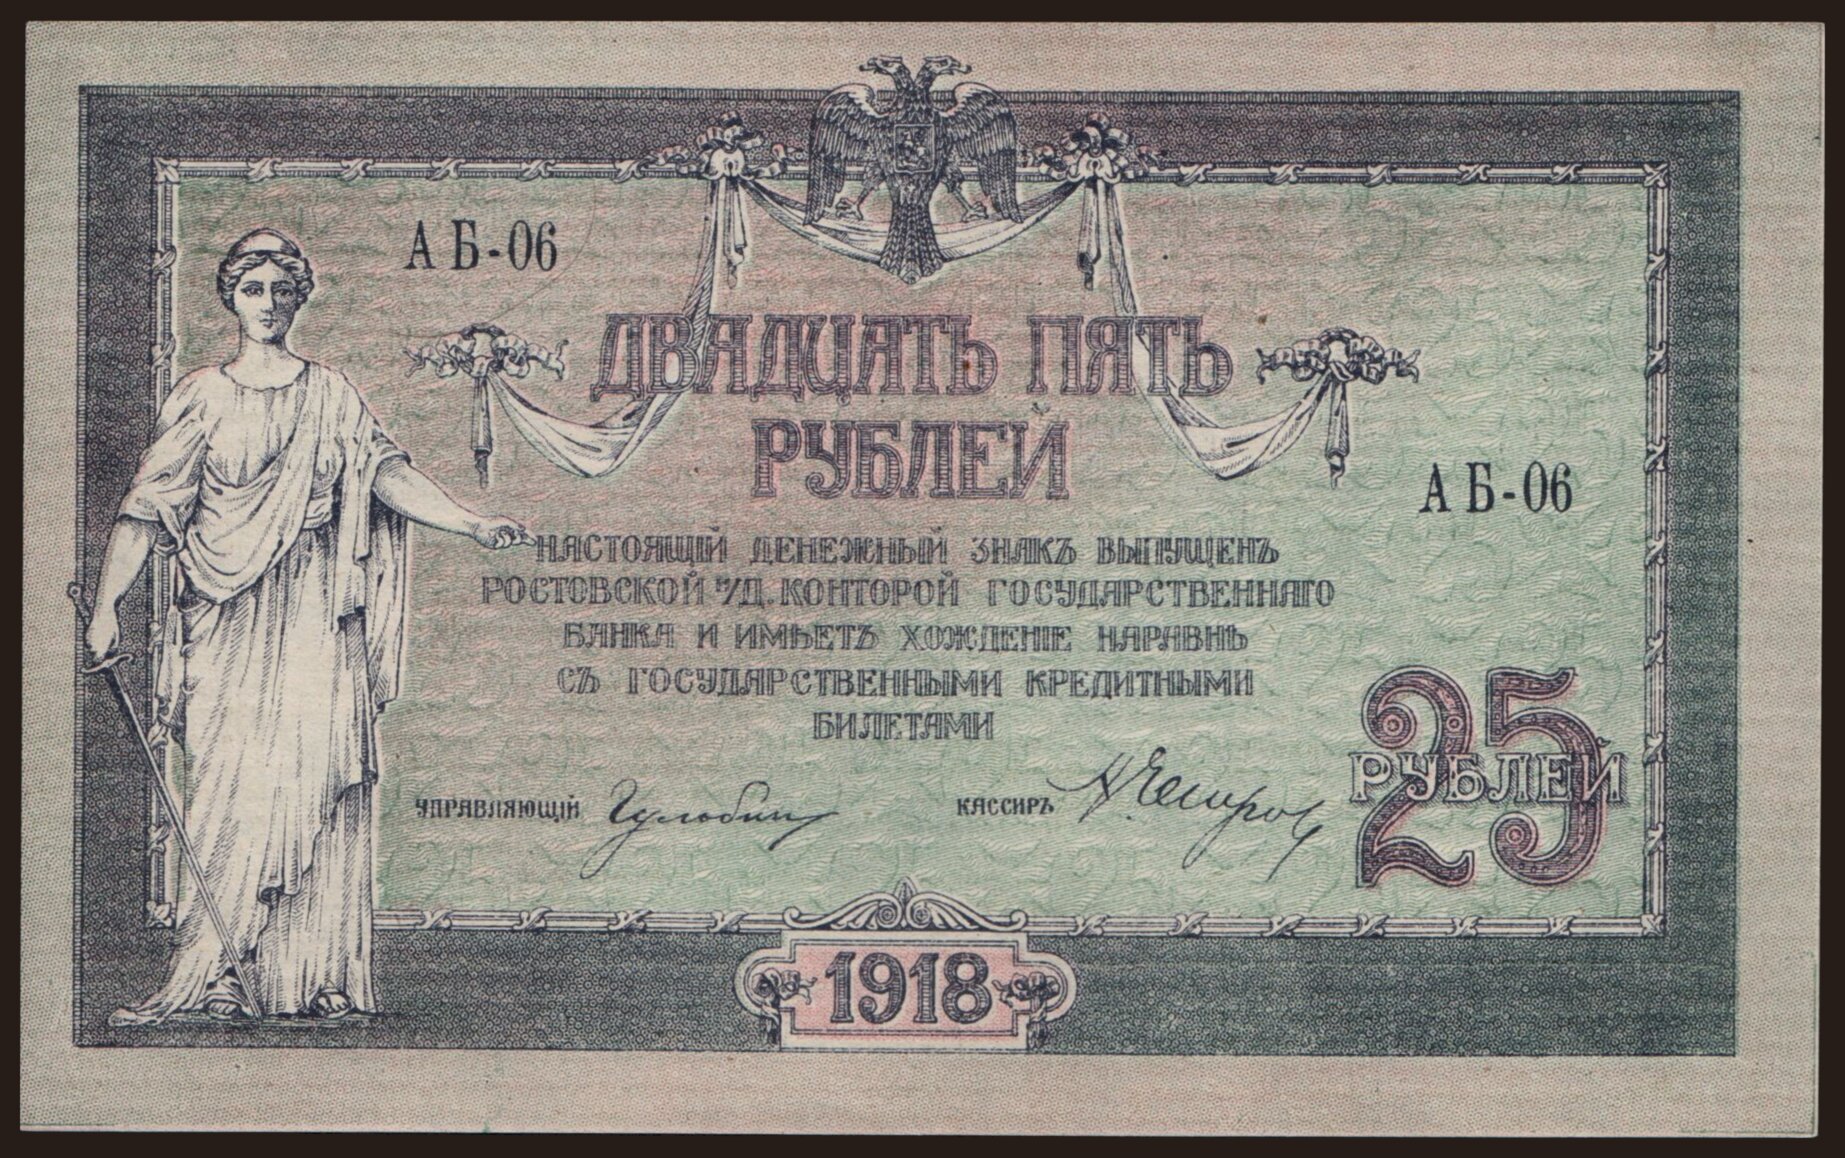 АБ-06
ДВАДЦАТЬ ПЯТЬ
РУБЛЕЙ
АБ-06
НАСТОЯЩІЙ ДЕНЕЖНЫЙ ЗНАКЪ ВЫПУЩЕНЪ
РОСТОВСКОЙ Н/Д. КОНТОРОЙ ГОСУДАРСТВЕННАГО
БАНКА И ИМѢЕТЪ ХОЖДЕНІЕ НАРАВНѢ
СЪ ГОСУДАРСТВЕННЫМИ КРЕДИТНЫМИ
БИЛЕТАМИ
25
РУБЛЕЙ
УПРАВЛЯЮЩІЙ Гулобин КАССИРЪ
1918